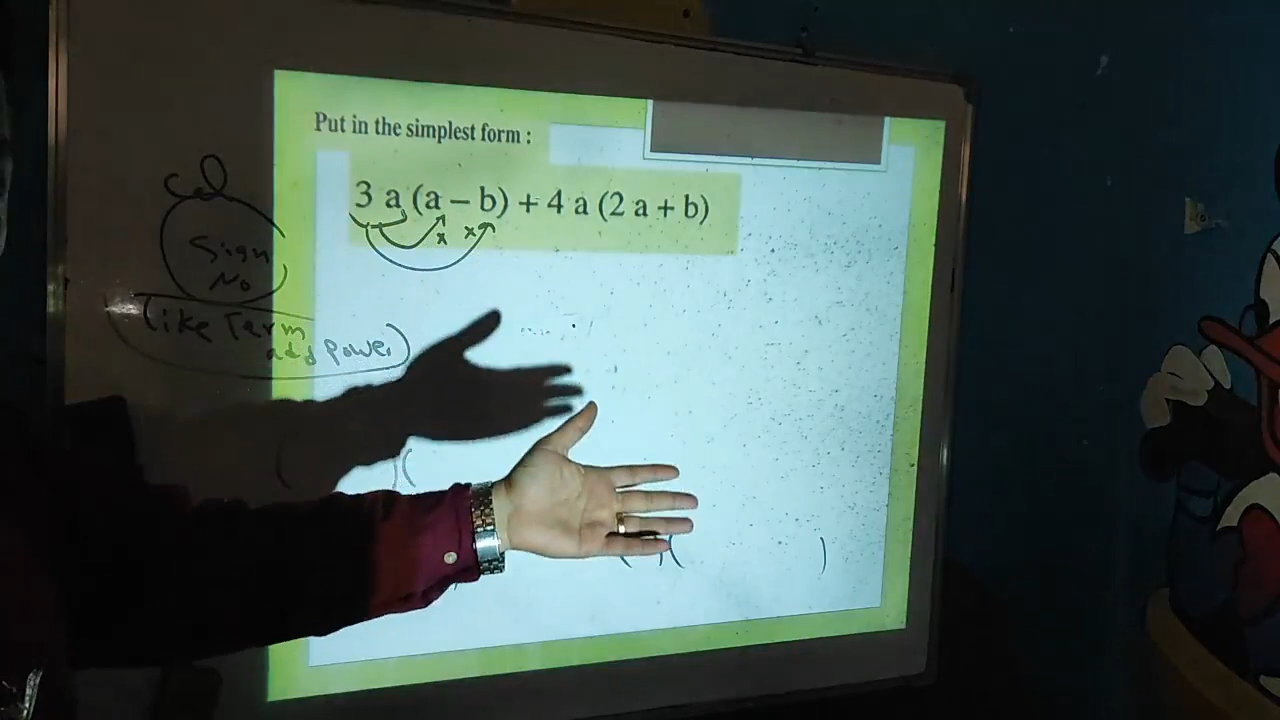 Put in the simplest form :
3 a (a – b) + 4 a (2 a + b)
x x
Sign
No
like Term
add Power)
( )(
( )( )